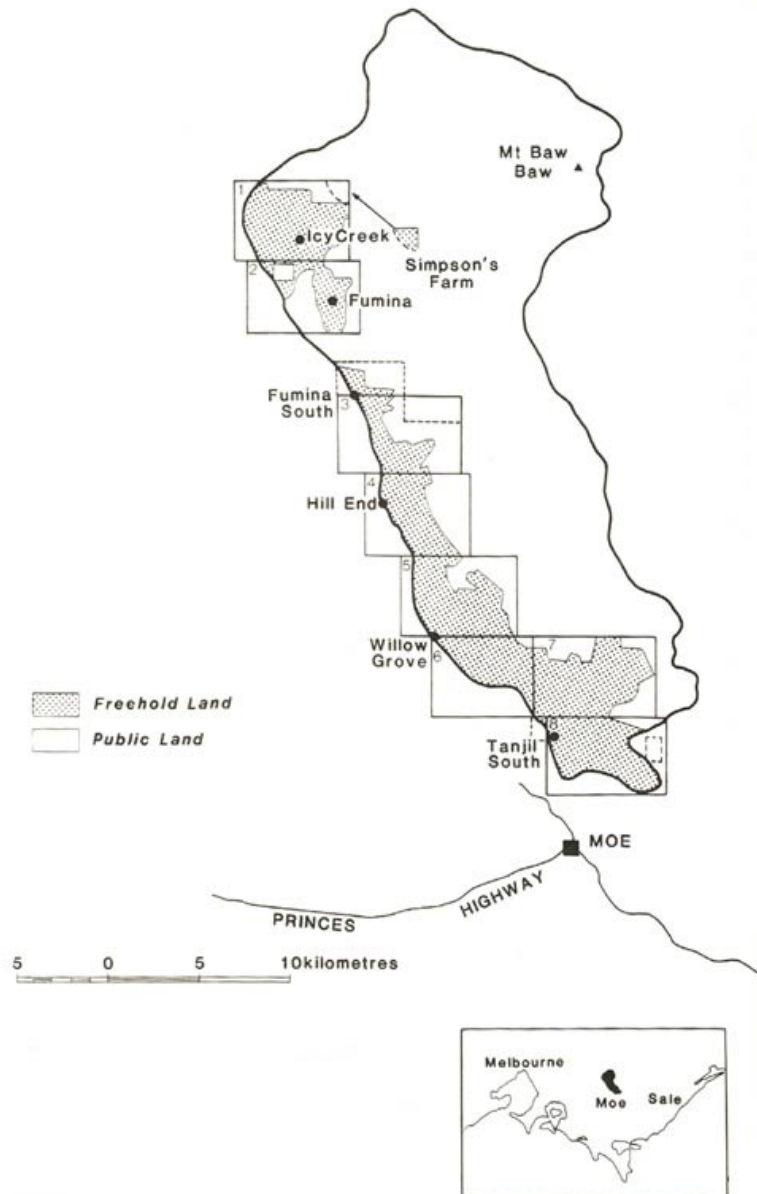 Mt Baw
Baw
1
IcyCreek
Simpson's
Farm
2
Fumina
Fumina
South
3
4
Hill End
5
Willow
Grove
6
7
Freehold Land
Public Land
8
Tanjil
South
MOE
PRINCES HIGHWAY
5 0 5 10kilometres
Melbourne
Moe
Sale